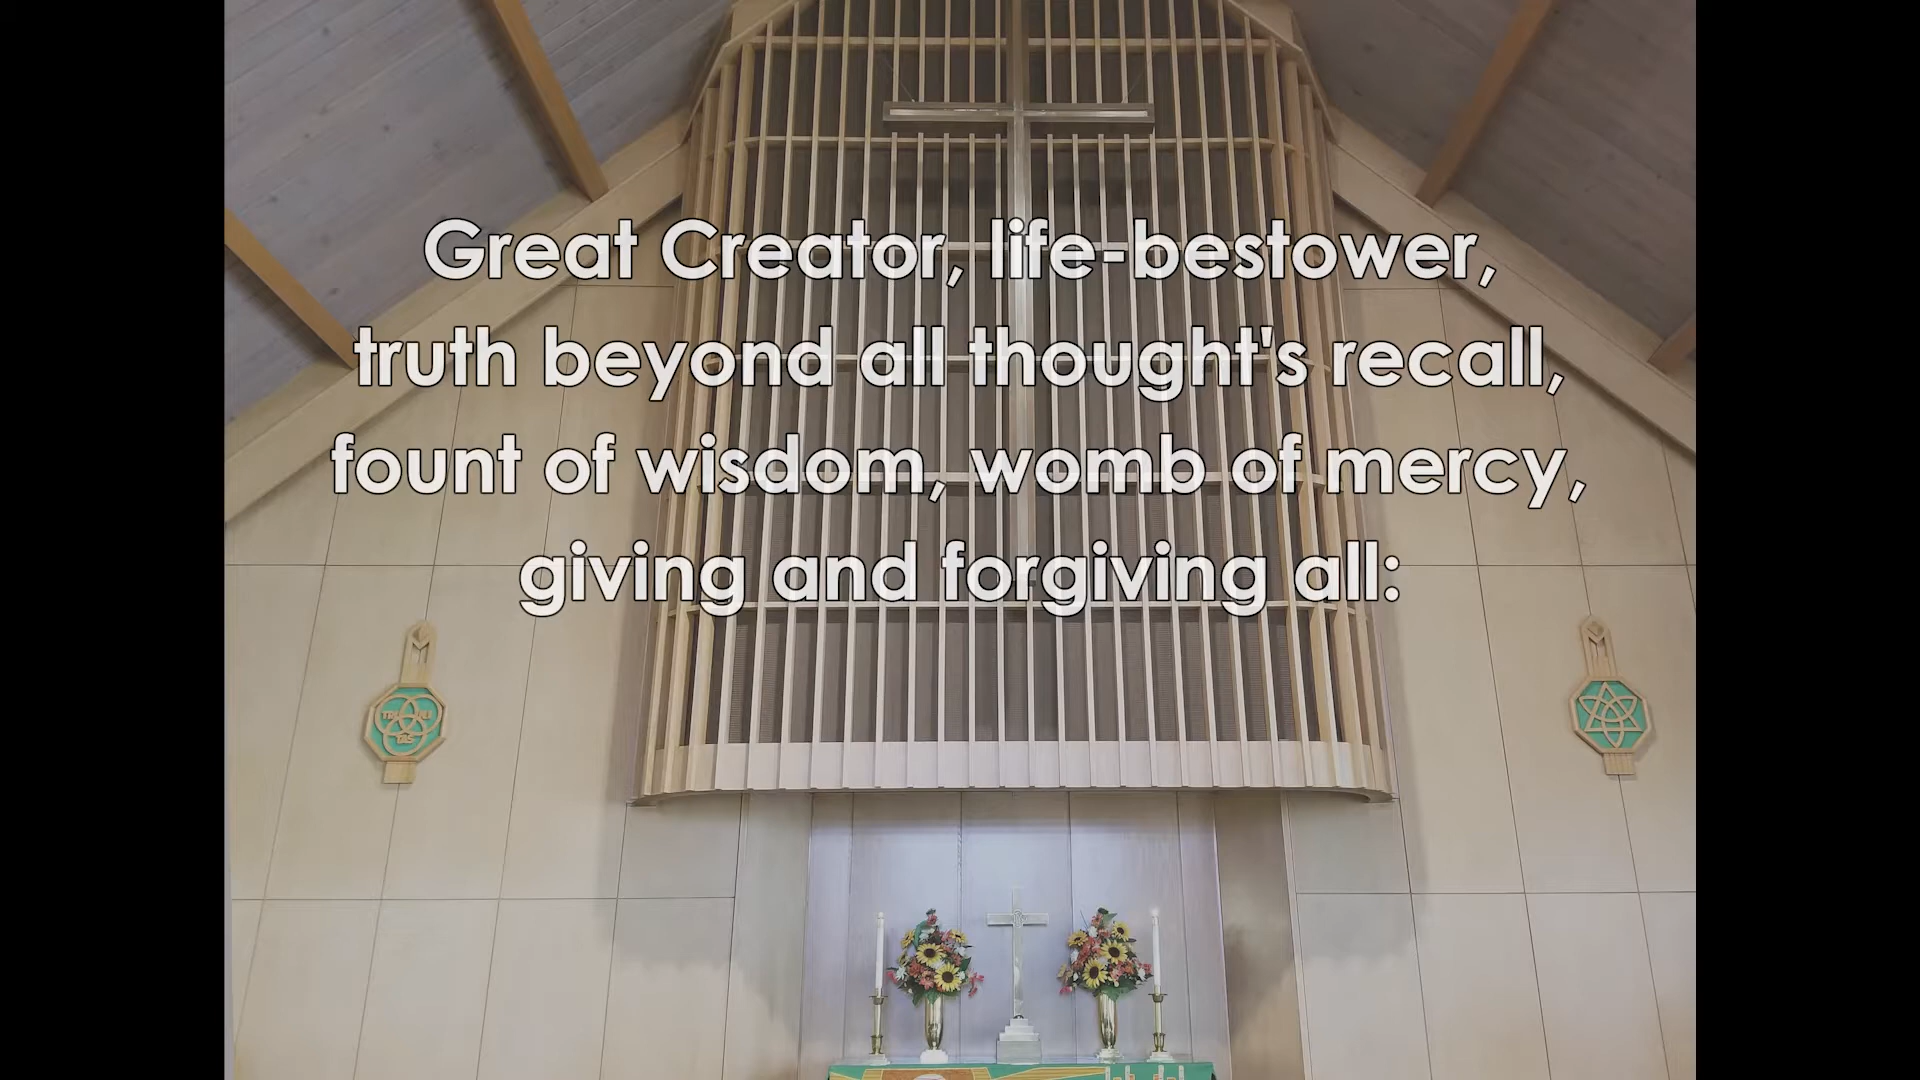 Great Creator, life-bestower,
truth beyond all thought's recall,
fount of wisdom, womb of mercy,
giving and forgiving all: